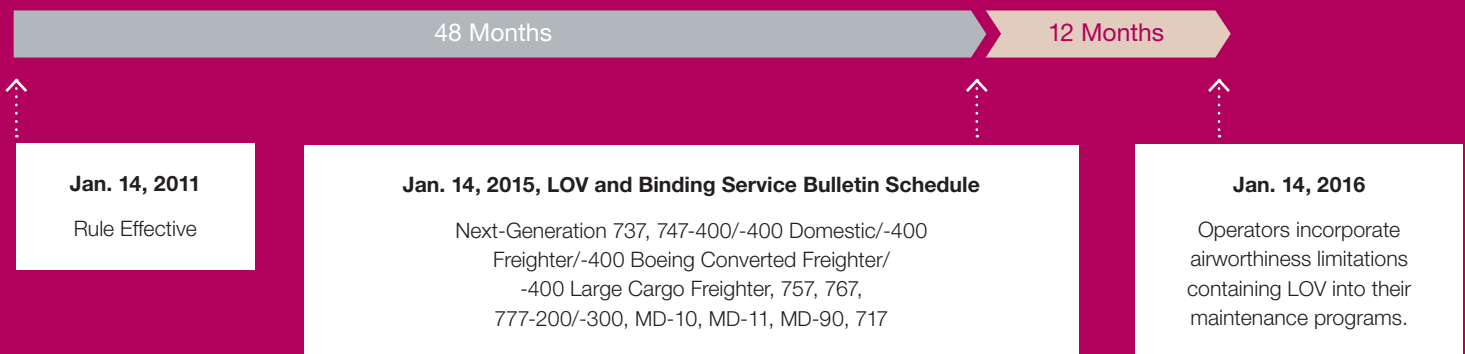 48 Months
12 Months
Jan. 14, 2011
Rule Effective
Jan. 14, 2015, LOV and Binding Service Bulletin Schedule
Next-Generation 737, 747-400/-400 Domestic/-400
Freighter/-400 Boeing Converted Freighter/
-400 Large Cargo Freighter, 757, 767,
777-200/-300, MD-10, MD-11, MD-90, 717
Jan. 14, 2016
Operators incorporate
airworthiness limitations
containing LOV into their
maintenance programs.